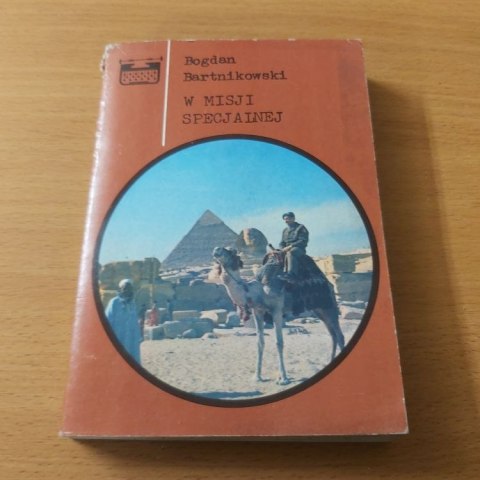 Bogdan
Bartnikowski
W MISJI
SPECJALNEJ